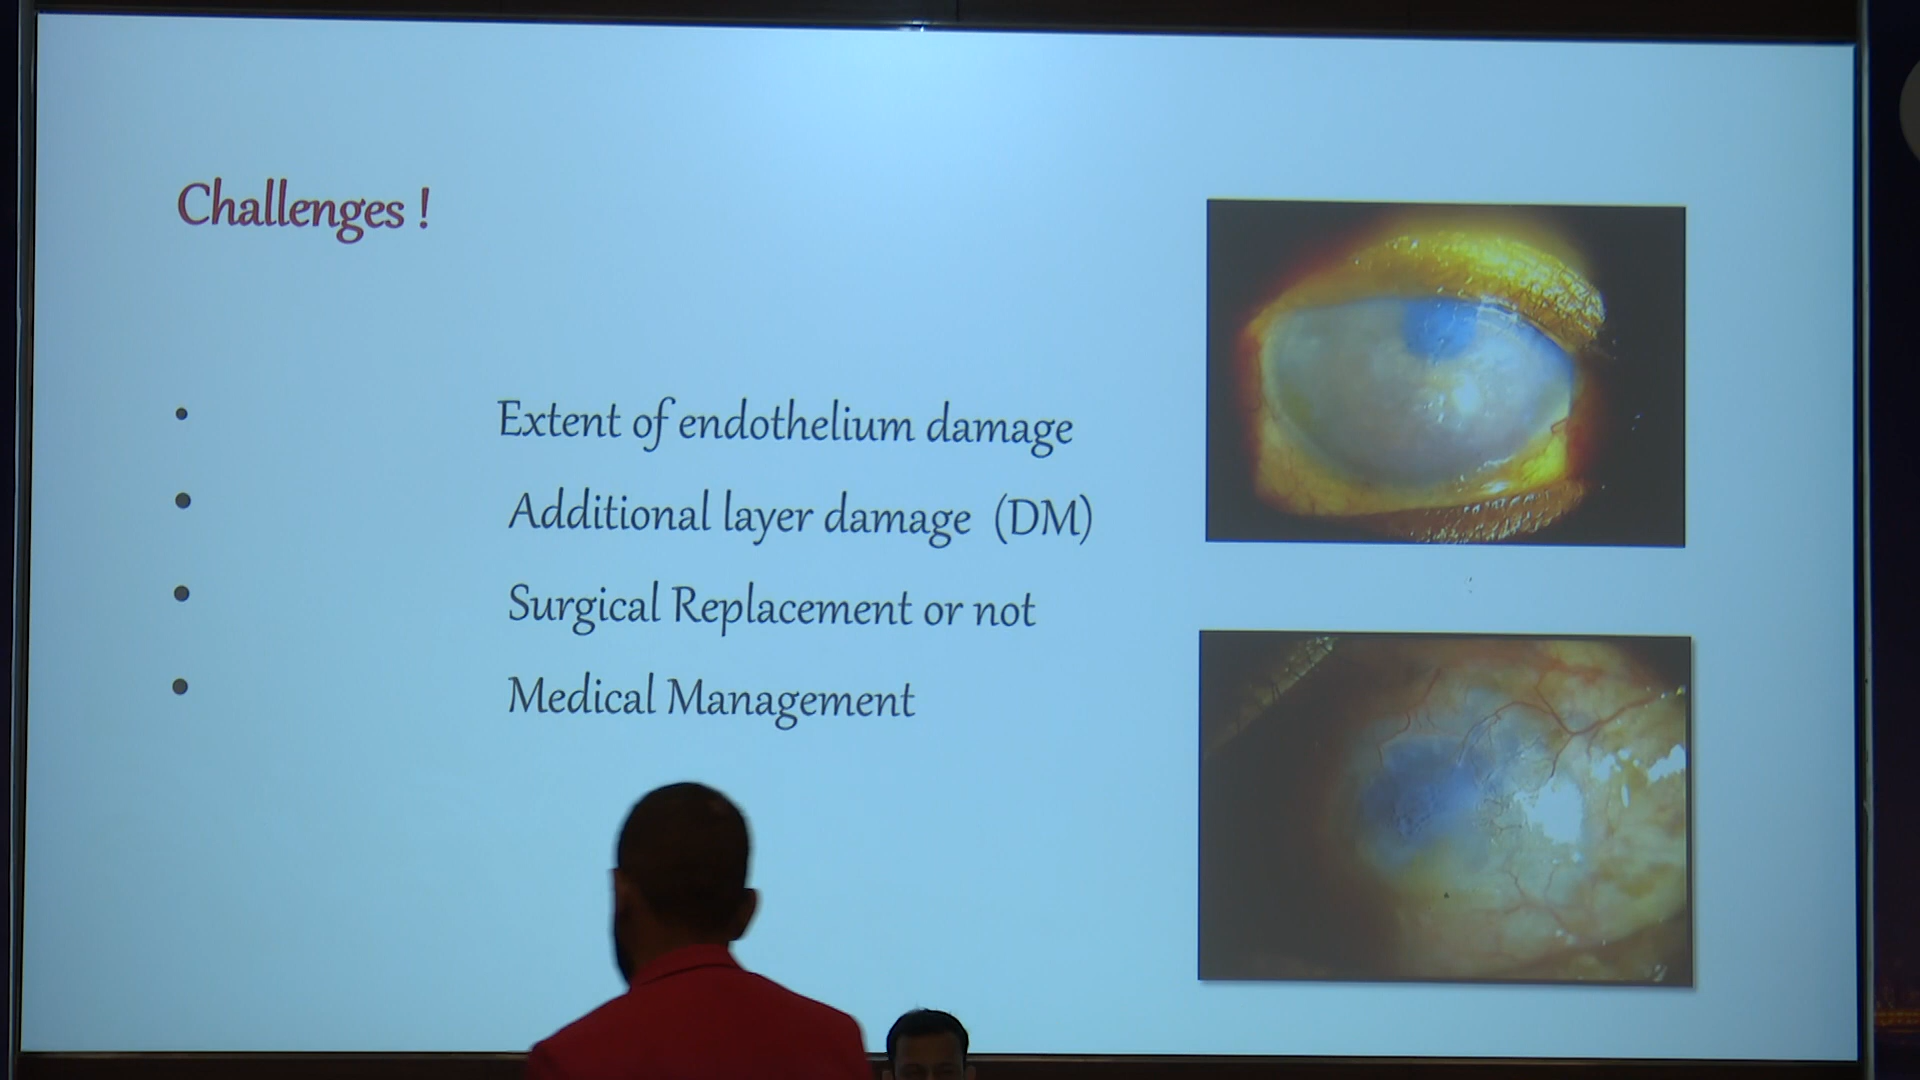 Challenges !
• Extent of endothelium damage
• Additional layer damage (DM)
• Surgical Replacement or not
• Medical Management